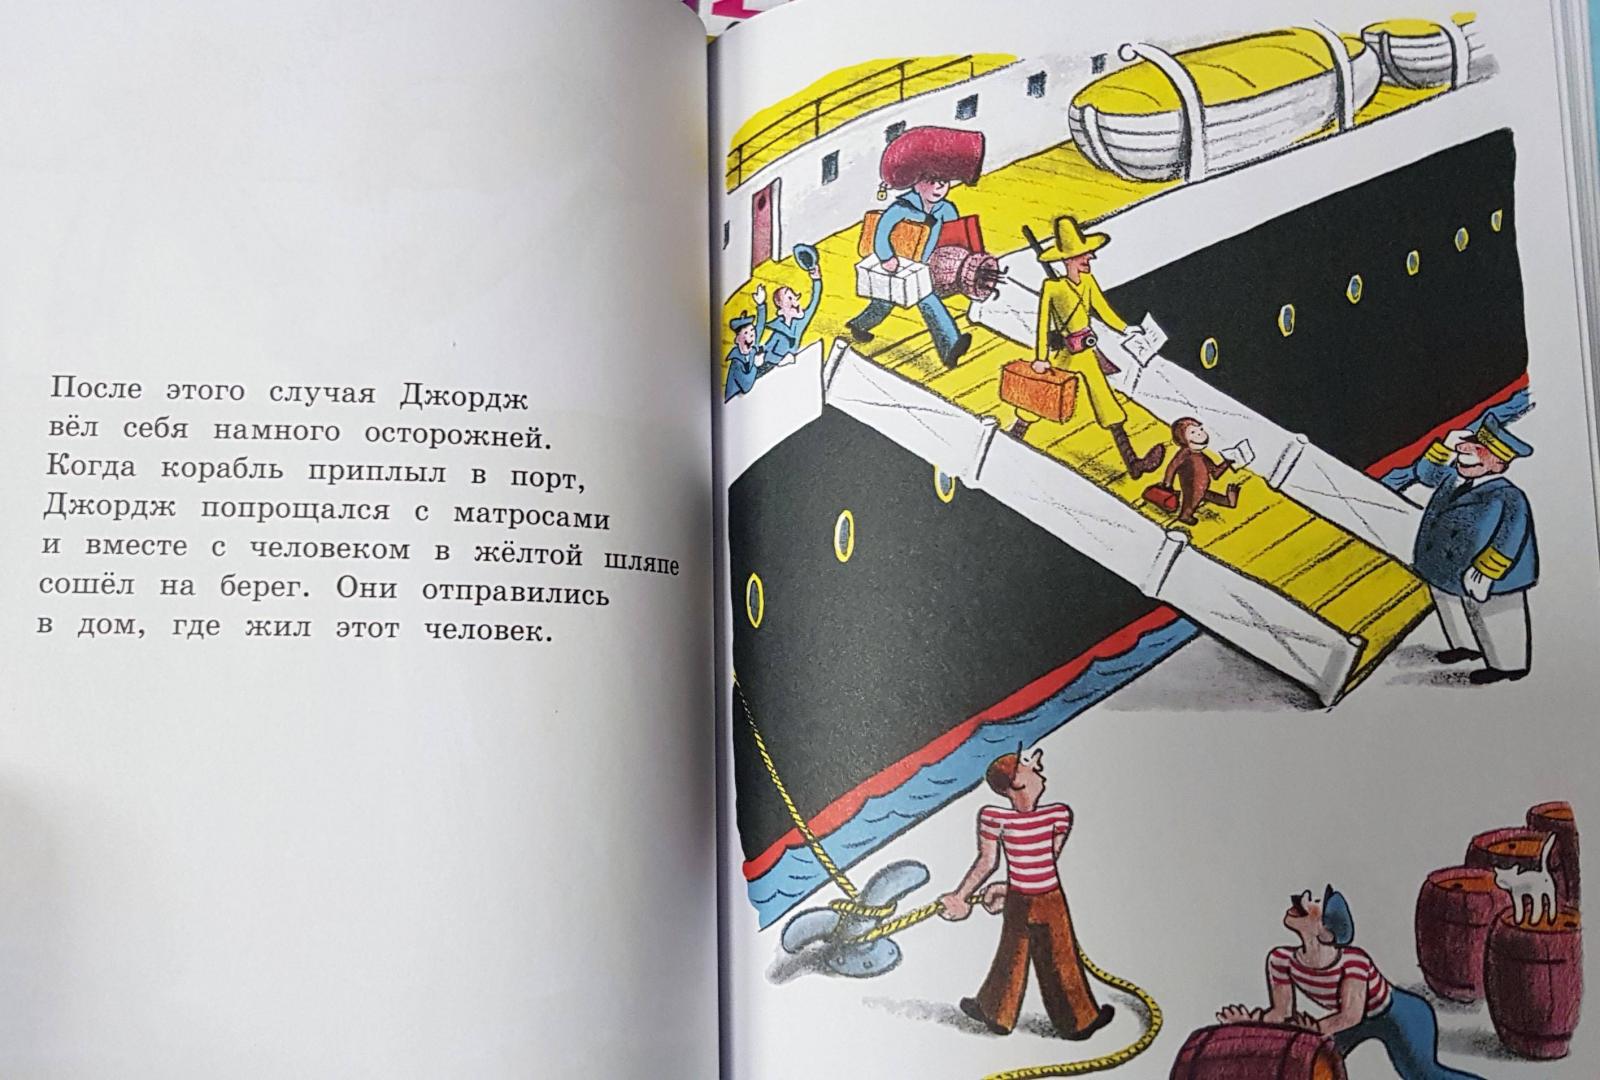 После этого случая Джордж
вёл себя намного осторожней.
Когда корабль приплыл в порт,
Джордж попрощался с матросами
и вместе с человеком в жёлтой шляпе
сошёл на берег. Они отправились
в дом, где жил этот человек.